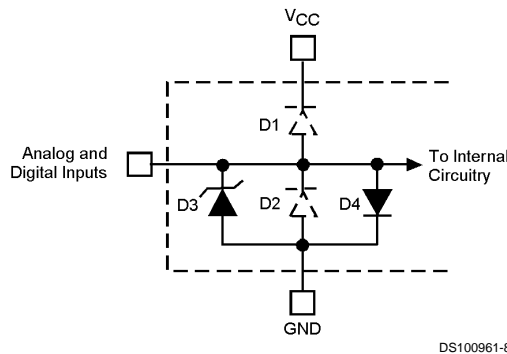 VCC
D1
Analog and
Digital Inputs
To Internal
Circuitry
D3
D2
D4
GND
DS100961-8